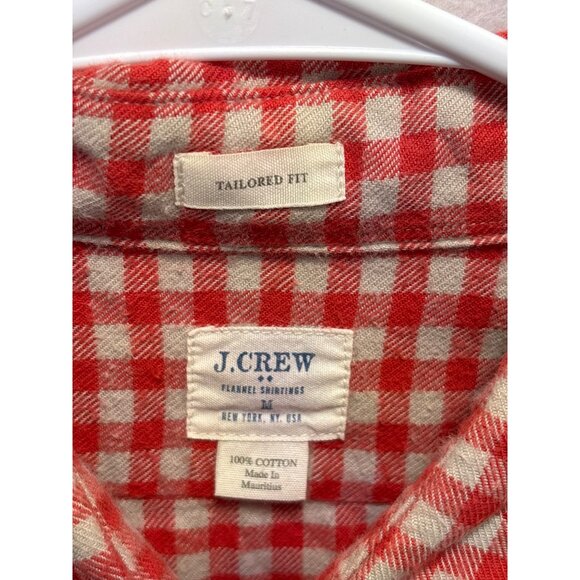 TAILORED FIT
J.CREW
FLANNEL SHIRTINGS
M
NEW YORK, NY. USA
100% COTTON
Made In
Mauritius